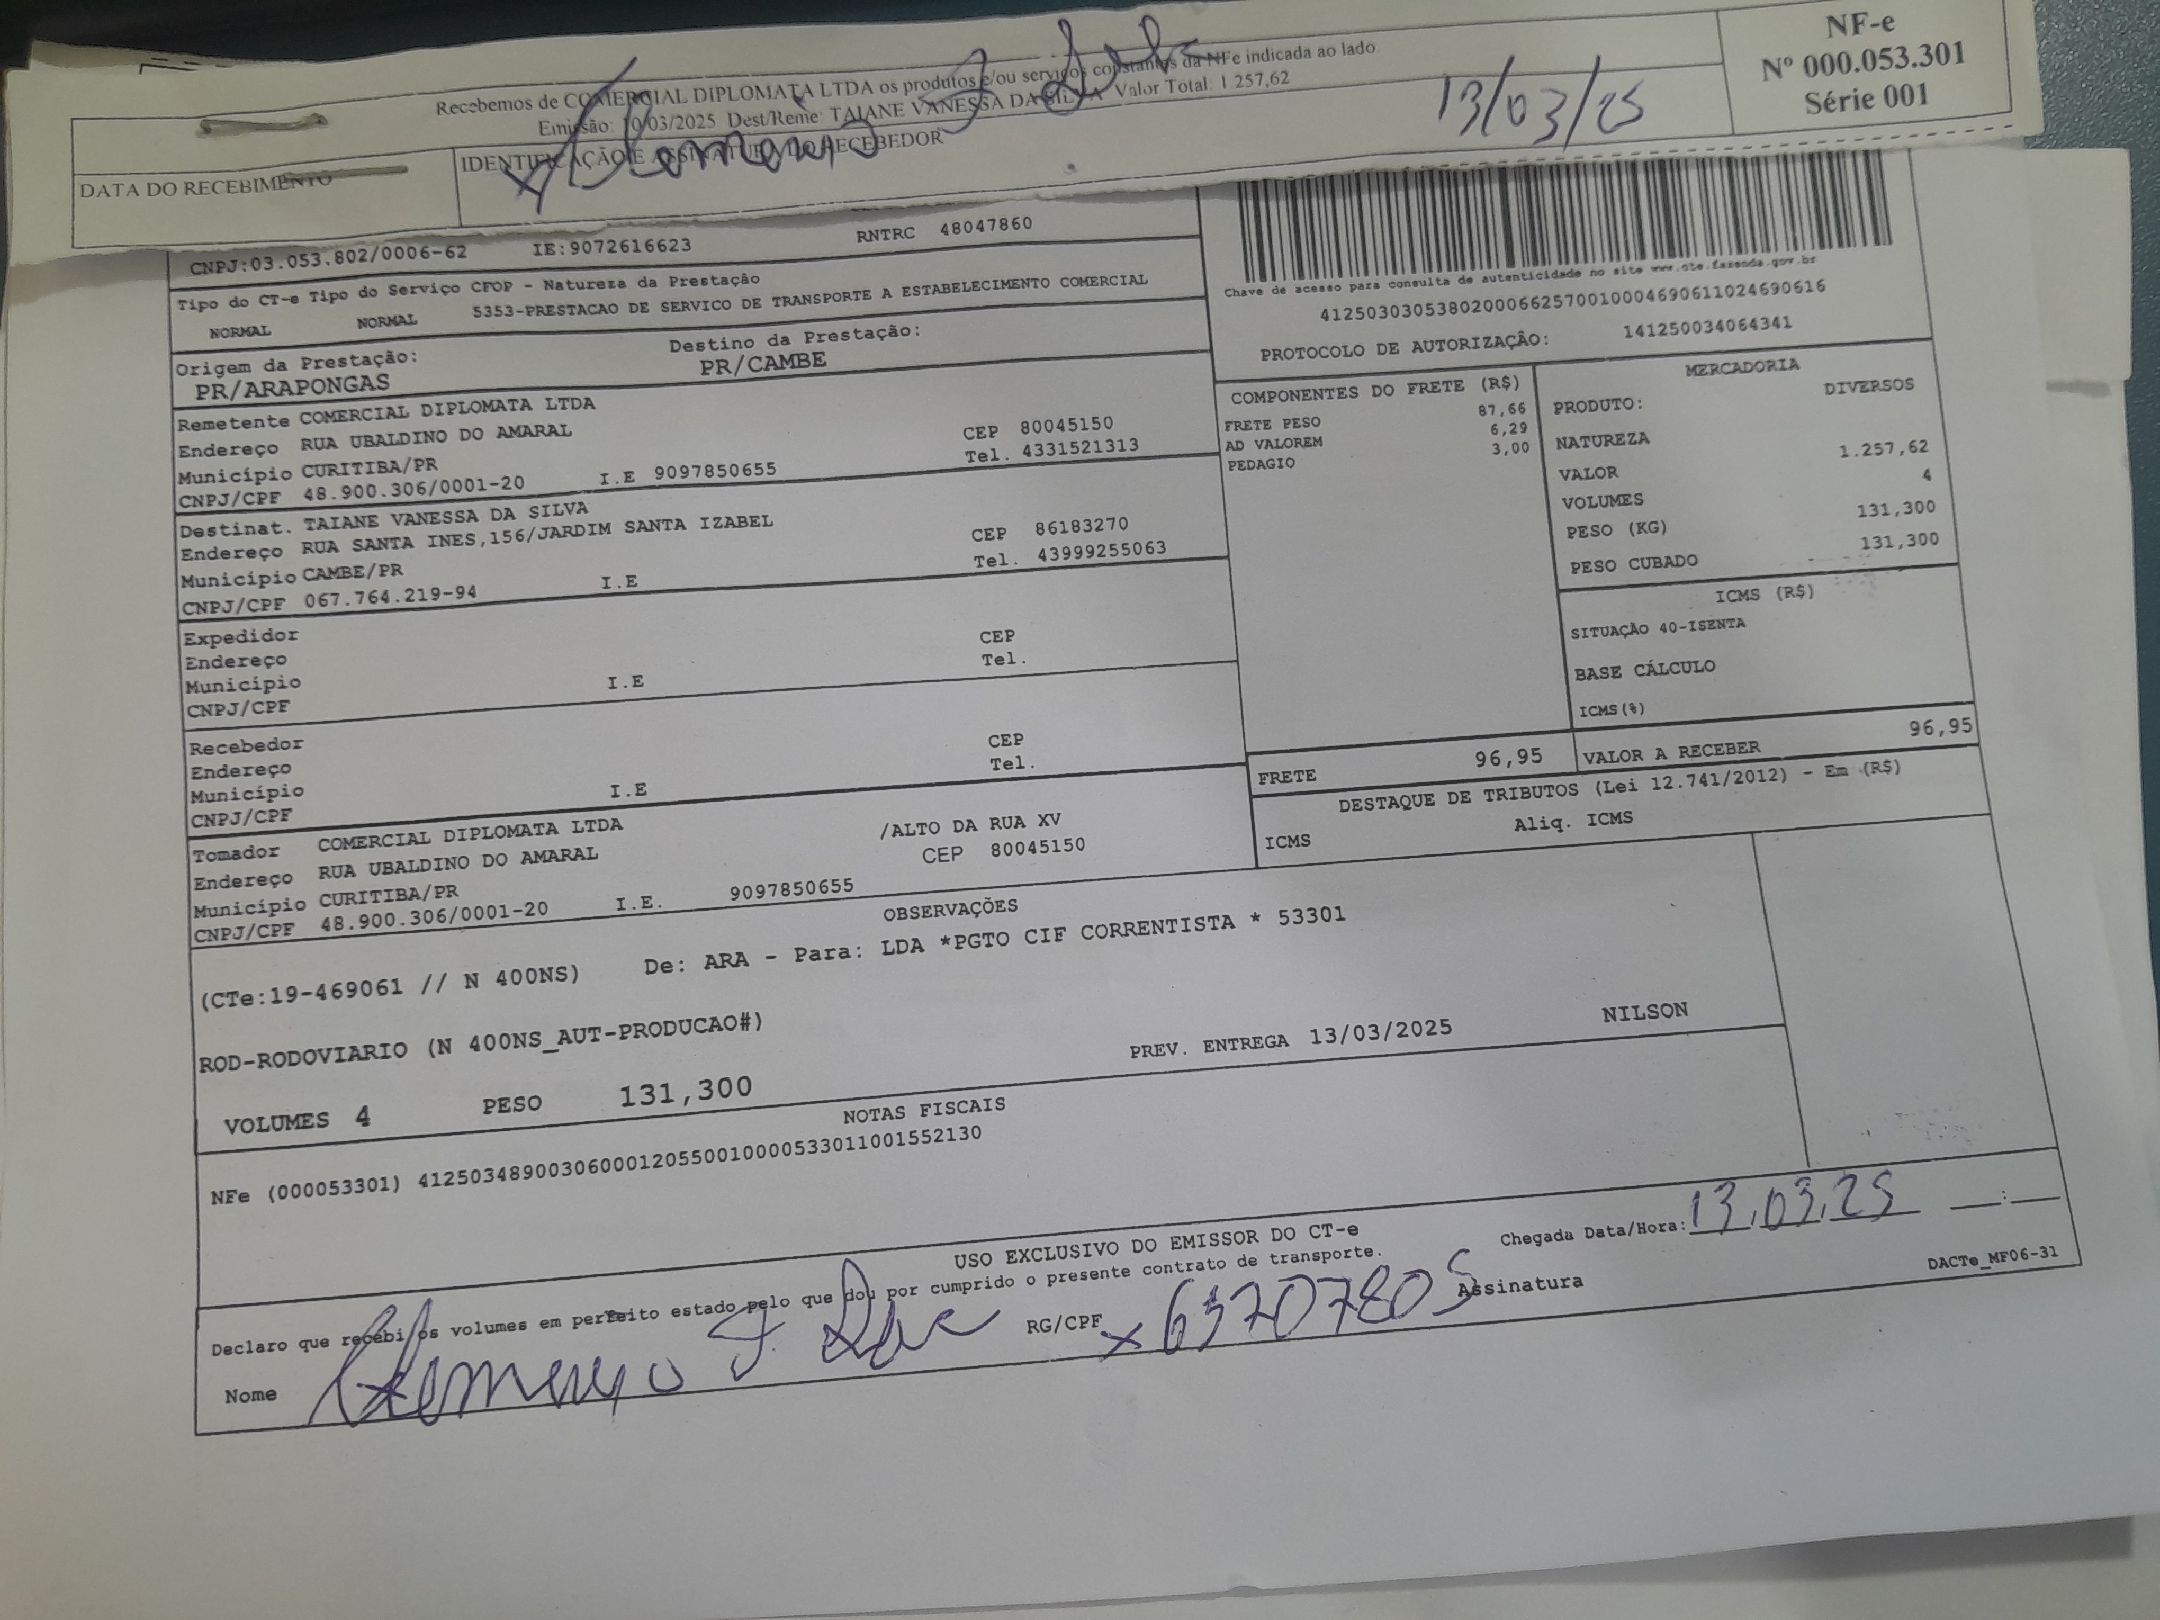 Recebemos de COMERCIAL DIPLOMATA LTDA os produtos e/ou serviços constantes da NFe indicada ao lado.
Emissão: 10/03/2025 Dest/Reme: TAIANE VANESSA DA SILVA Valor Total: 1.257,62
NF-e
Nº 000.053.301
Série 001
13/03/25
DATA DO RECEBIMENTO
IDENTIFICAÇÃO E ASSINATURA DO RECEBEDOR
CNPJ:03.053.802/0006-62 IE:9072616623 RNTRC 48047860
Tipo do CT-e Tipo do Serviço CFOP - Natureza da Prestação
NORMAL NORMAL 5353-PRESTACAO DE SERVICO DE TRANSPORTE A ESTABELECIMENTO COMERCIAL
Chave de acesso para consulta de autenticidade no site www.cte.fazenda.gov.br
41250303053802000662570010004690611024690616
PROTOCOLO DE AUTORIZAÇÃO: 141250034064341
Origem da Prestação: Destino da Prestação:
PR/ARAPONGAS PR/CAMBE
Remetente COMERCIAL DIPLOMATA LTDA
Endereço RUA UBALDINO DO AMARAL CEP 80045150
Município CURITIBA/PR Tel. 4331521313
CNPJ/CPF 48.900.306/0001-20 I.E 9097850655
Destinat. TAIANE VANESSA DA SILVA
Endereço RUA SANTA INES,156/JARDIM SANTA IZABEL CEP 86183270
Município CAMBE/PR Tel. 43999255063
CNPJ/CPF 067.764.219-94 I.E
Expedidor
Endereço CEP
Município Tel.
CNPJ/CPF I.E
Recebedor
Endereço CEP
Município Tel.
CNPJ/CPF I.E
Tomador COMERCIAL DIPLOMATA LTDA
Endereço RUA UBALDINO DO AMARAL /ALTO DA RUA XV
Município CURITIBA/PR CEP 80045150
CNPJ/CPF 48.900.306/0001-20 I.E. 9097850655
COMPONENTES DO FRETE (R$)
FRETE PESO 87,66
AD VALOREM 6,29
PEDAGIO 3,00
MERCADORIA
PRODUTO: DIVERSOS
NATUREZA
VALOR 1.257,62
VOLUMES 4
PESO (KG) 131,300
PESO CUBADO 131,300
ICMS (R$)
SITUAÇÃO 40-ISENTA
BASE CÁLCULO
ICMS(%)
FRETE 96,95 VALOR A RECEBER 96,95
DESTAQUE DE TRIBUTOS (Lei 12.741/2012) - Em (R$)
ICMS Aliq. ICMS
OBSERVAÇÕES
(CTe:19-469061 // N 400NS) De: ARA - Para: LDA *PGTO CIF CORRENTISTA * 53301
ROD-RODOVIARIO (N 400NS_AUT-PRODUCAO#)
PREV. ENTREGA 13/03/2025 NILSON
VOLUMES 4 PESO 131,300
NOTAS FISCAIS
NFe (000053301) 41250348900306000120550010000533011001552130
USO EXCLUSIVO DO EMISSOR DO CT-e
Declaro que recebi os volumes em perfeito estado pelo que dou por cumprido o presente contrato de transporte.
Chegada Data/Hora: 13.03.25 __:__
Nome RG/CPF Assinatura
DACTe_MF06-31